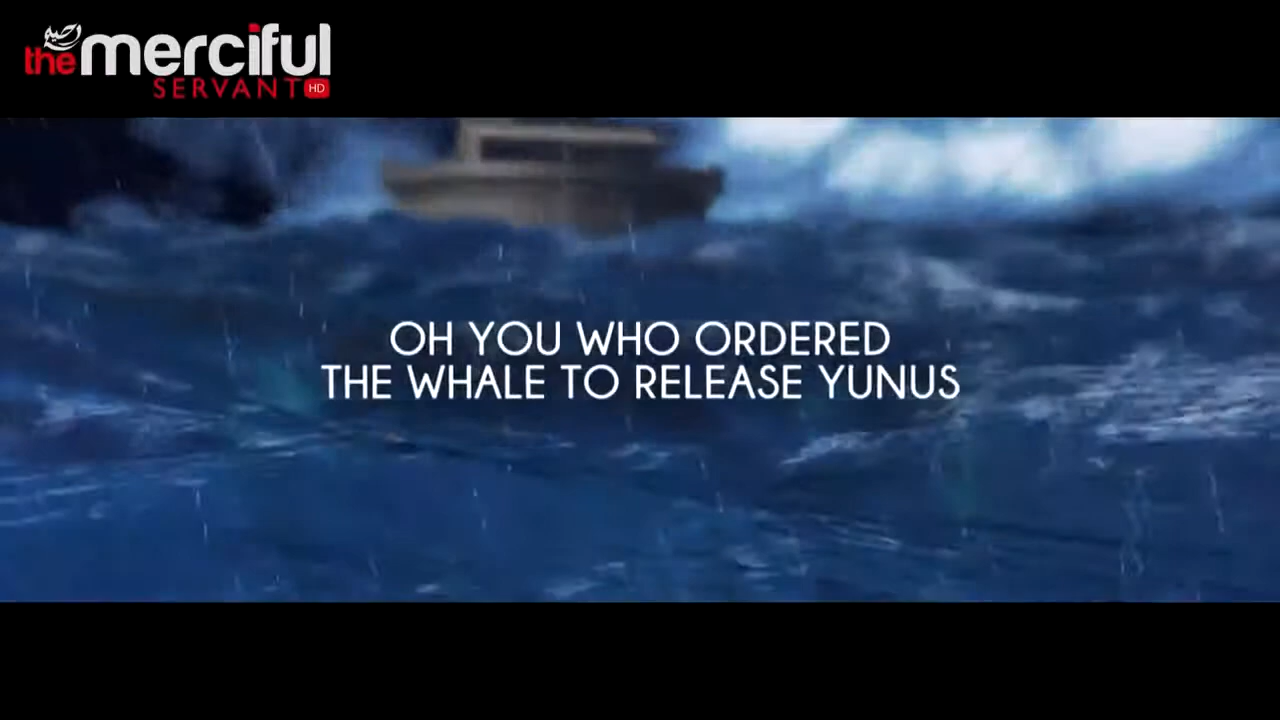 the merciful
SERVANT HD
OH YOU WHO ORDERED
THE WHALE TO RELEASE YUNUS